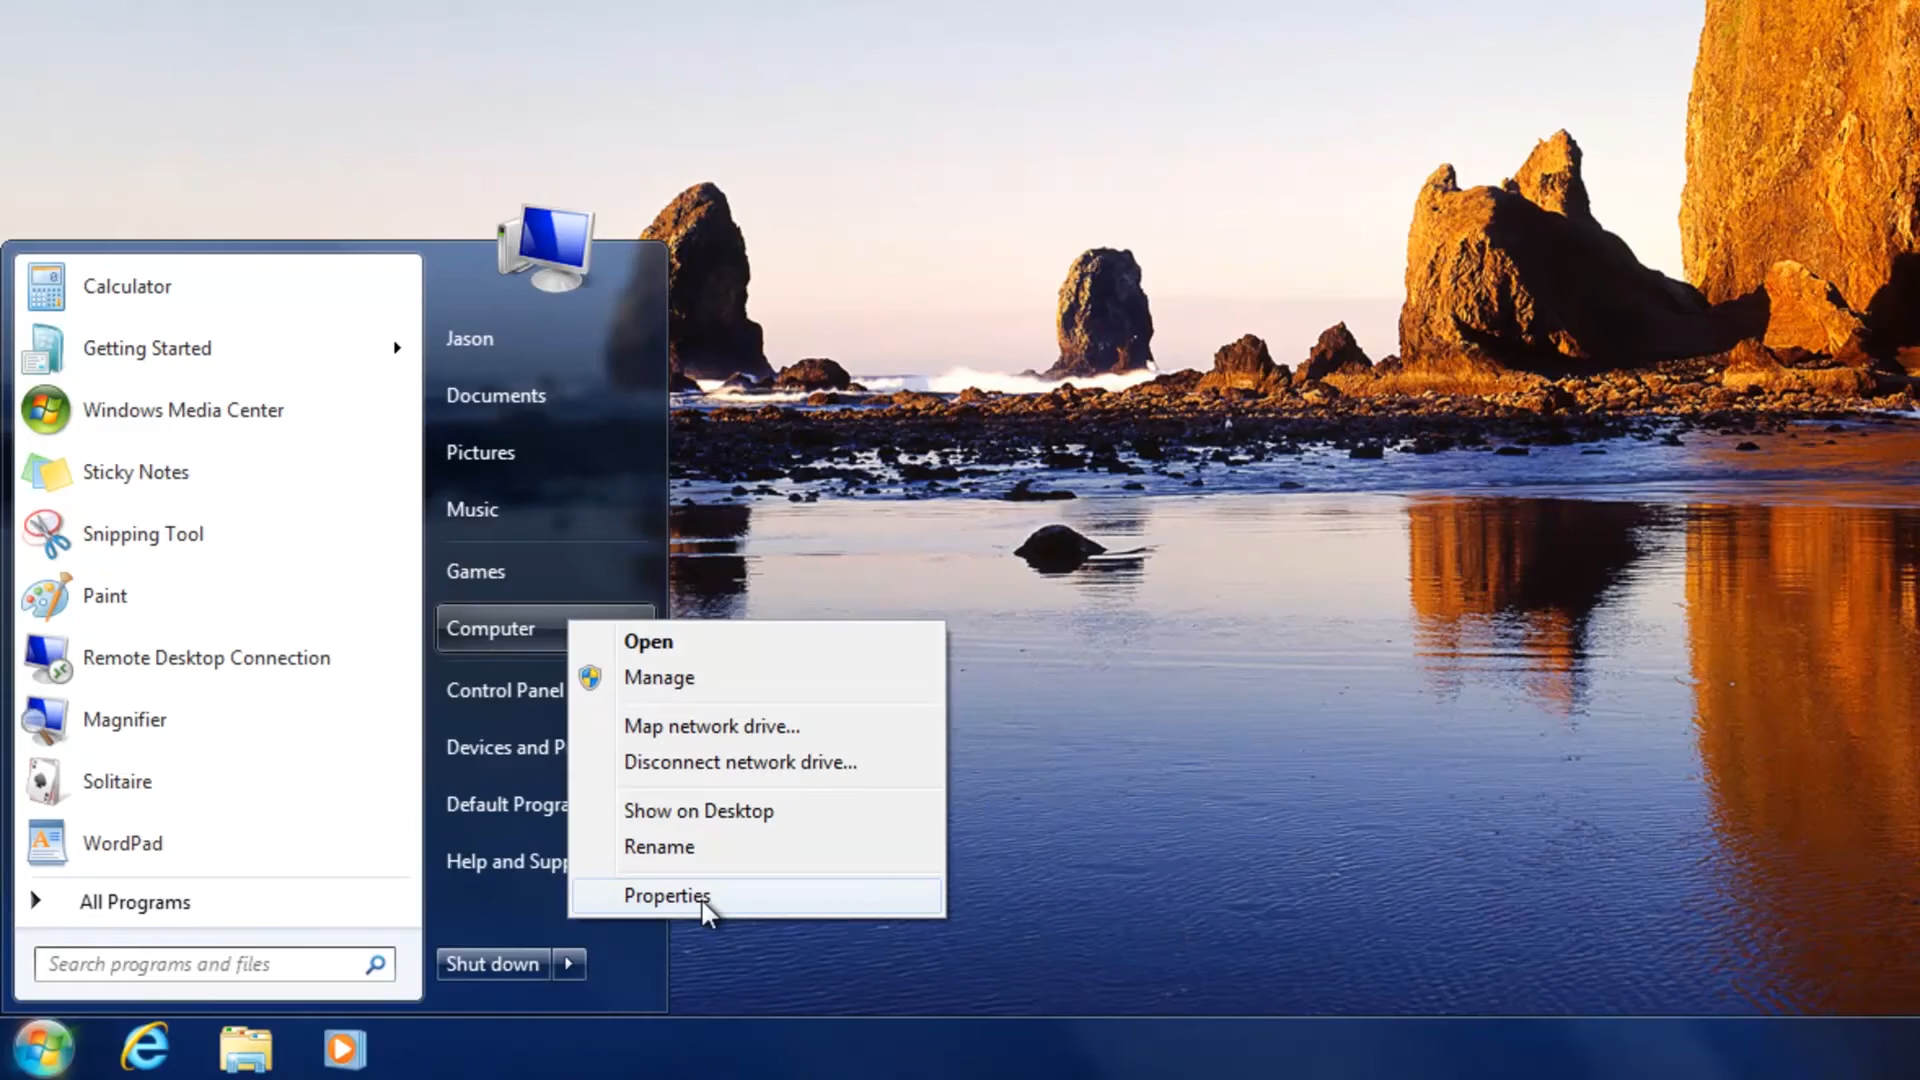 Calculator
Getting Started
Windows Media Center
Sticky Notes
Snipping Tool
Paint
Remote Desktop Connection
Magnifier
Solitaire
WordPad
All Programs
Search programs and files
Jason
Documents
Pictures
Music
Games
Computer
Control Panel
Devices and P
Default Progra
Help and Supp
Shut down
Open
Manage
Map network drive...
Disconnect network drive...
Show on Desktop
Rename
Properties